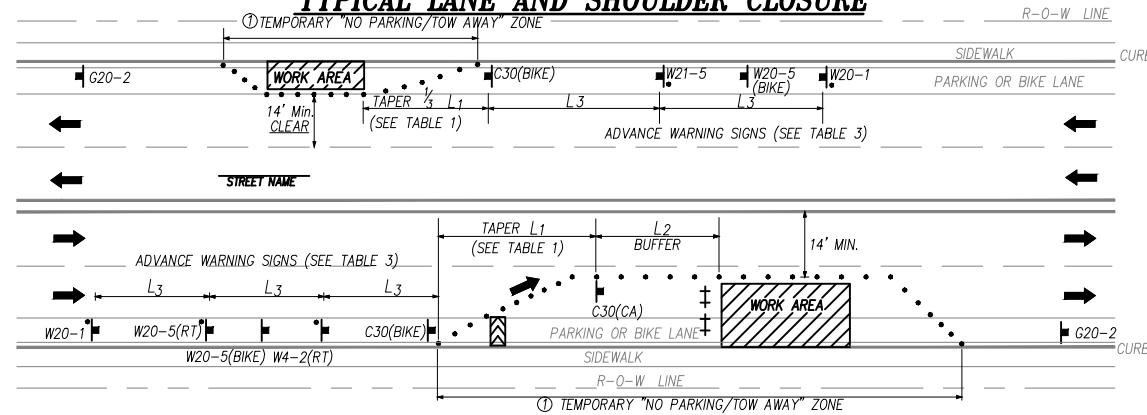 TYPICAL LANE AND SHOULDER CLOSURE
① TEMPORARY "NO PARKING/TOW AWAY" ZONE
R-O-W LINE
SIDEWALK
CURB
G20-2
WORK AREA
C30(BIKE)
W21-5
W20-5
(BIKE)
W20-1
PARKING OR BIKE LANE
14' Min.
CLEAR
TAPER 1/3 L1
(SEE TABLE 1)
L3
L3
ADVANCE WARNING SIGNS (SEE TABLE 3)
STREET NAME
TAPER L1
(SEE TABLE 1)
L2
BUFFER
14' MIN.
ADVANCE WARNING SIGNS (SEE TABLE 3)
L3
L3
L3
C30(CA)
WORK AREA
W20-1
W20-5(RT)
C30(BIKE)
PARKING OR BIKE LANE
G20-2
W20-5(BIKE)
W4-2(RT)
SIDEWALK
CURB
R-O-W LINE
① TEMPORARY "NO PARKING/TOW AWAY" ZONE